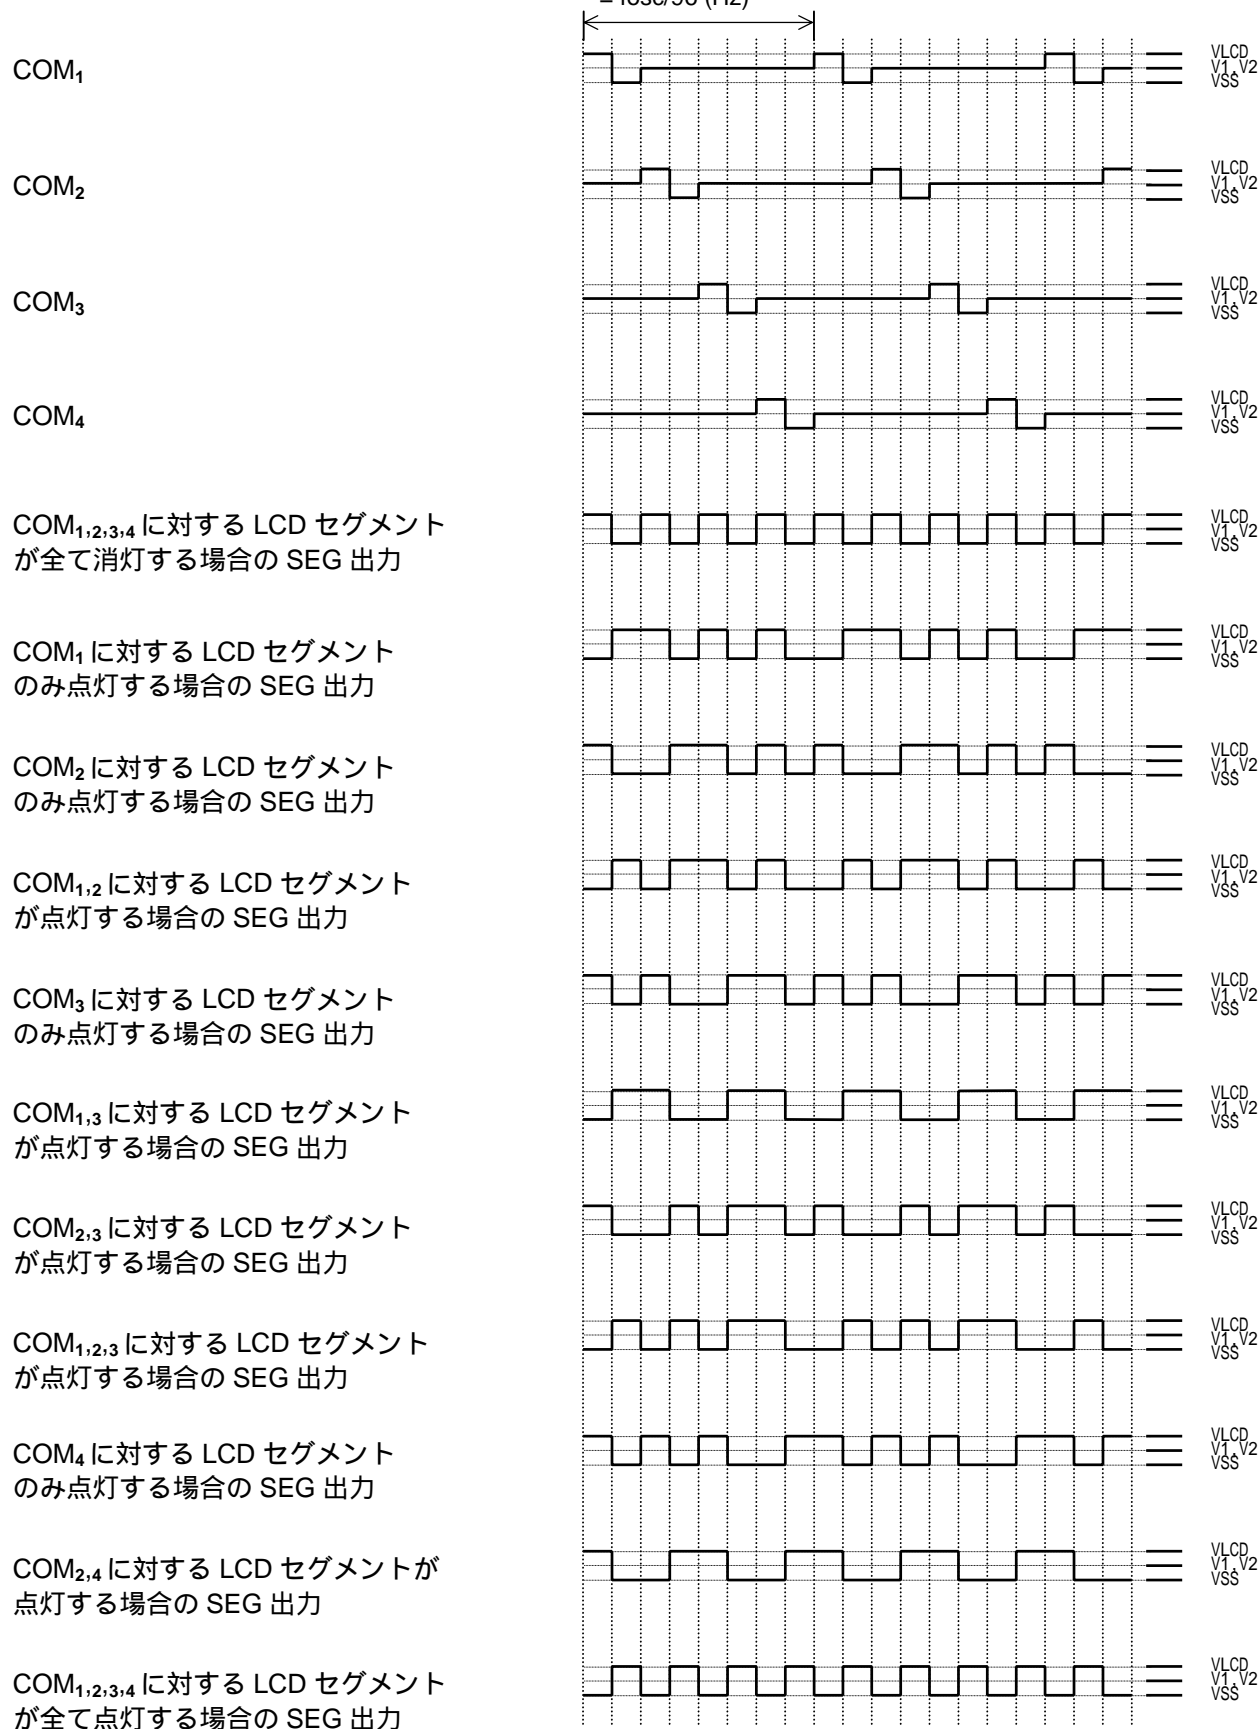 COM₁
VLCD
V1, V2
VSS
COM₂
VLCD
V1, V2
VSS
COM₃
VLCD
V1, V2
VSS
COM₄
VLCD
V1, V2
VSS
COM₁,₂,₃,₄ に対する LCD セグメント
が全て消灯する場合の SEG 出力
VLCD
V1, V2
VSS
COM₁ に対する LCD セグメント
のみ点灯する場合の SEG 出力
VLCD
V1, V2
VSS
COM₂ に対する LCD セグメント
のみ点灯する場合の SEG 出力
VLCD
V1, V2
VSS
COM₁,₂ に対する LCD セグメント
が点灯する場合の SEG 出力
VLCD
V1, V2
VSS
COM₃ に対する LCD セグメント
のみ点灯する場合の SEG 出力
VLCD
V1, V2
VSS
COM₁,₃ に対する LCD セグメント
が点灯する場合の SEG 出力
VLCD
V1, V2
VSS
COM₂,₃ に対する LCD セグメント
が点灯する場合の SEG 出力
VLCD
V1, V2
VSS
COM₁,₂,₃ に対する LCD セグメント
が点灯する場合の SEG 出力
VLCD
V1, V2
VSS
COM₄ に対する LCD セグメント
のみ点灯する場合の SEG 出力
VLCD
V1, V2
VSS
COM₂,₄ に対する LCD セグメントが
点灯する場合の SEG 出力
VLCD
V1, V2
VSS
COM₁,₂,₃,₄ に対する LCD セグメント
が全て点灯する場合の SEG 出力
VLCD
V1, V2
VSS